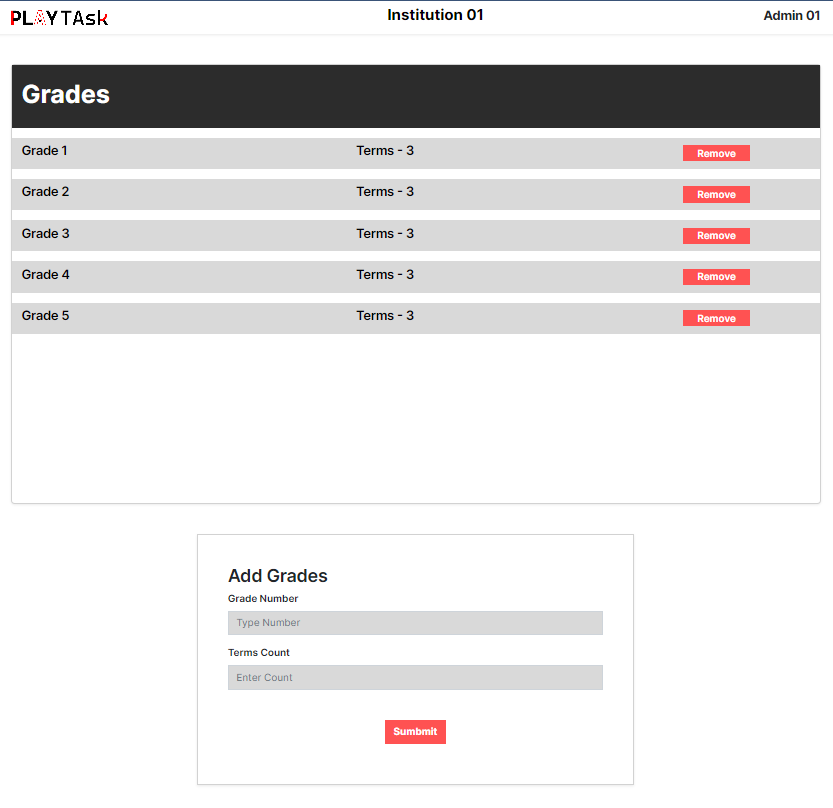 PLAYTAsk Institution 01 Admin 01
Grades
Grade 1 Terms - 3 Remove
Grade 2 Terms - 3 Remove
Grade 3 Terms - 3 Remove
Grade 4 Terms - 3 Remove
Grade 5 Terms - 3 Remove
Add Grades
Grade Number
Type Number
Terms Count
Enter Count
Sumbmit